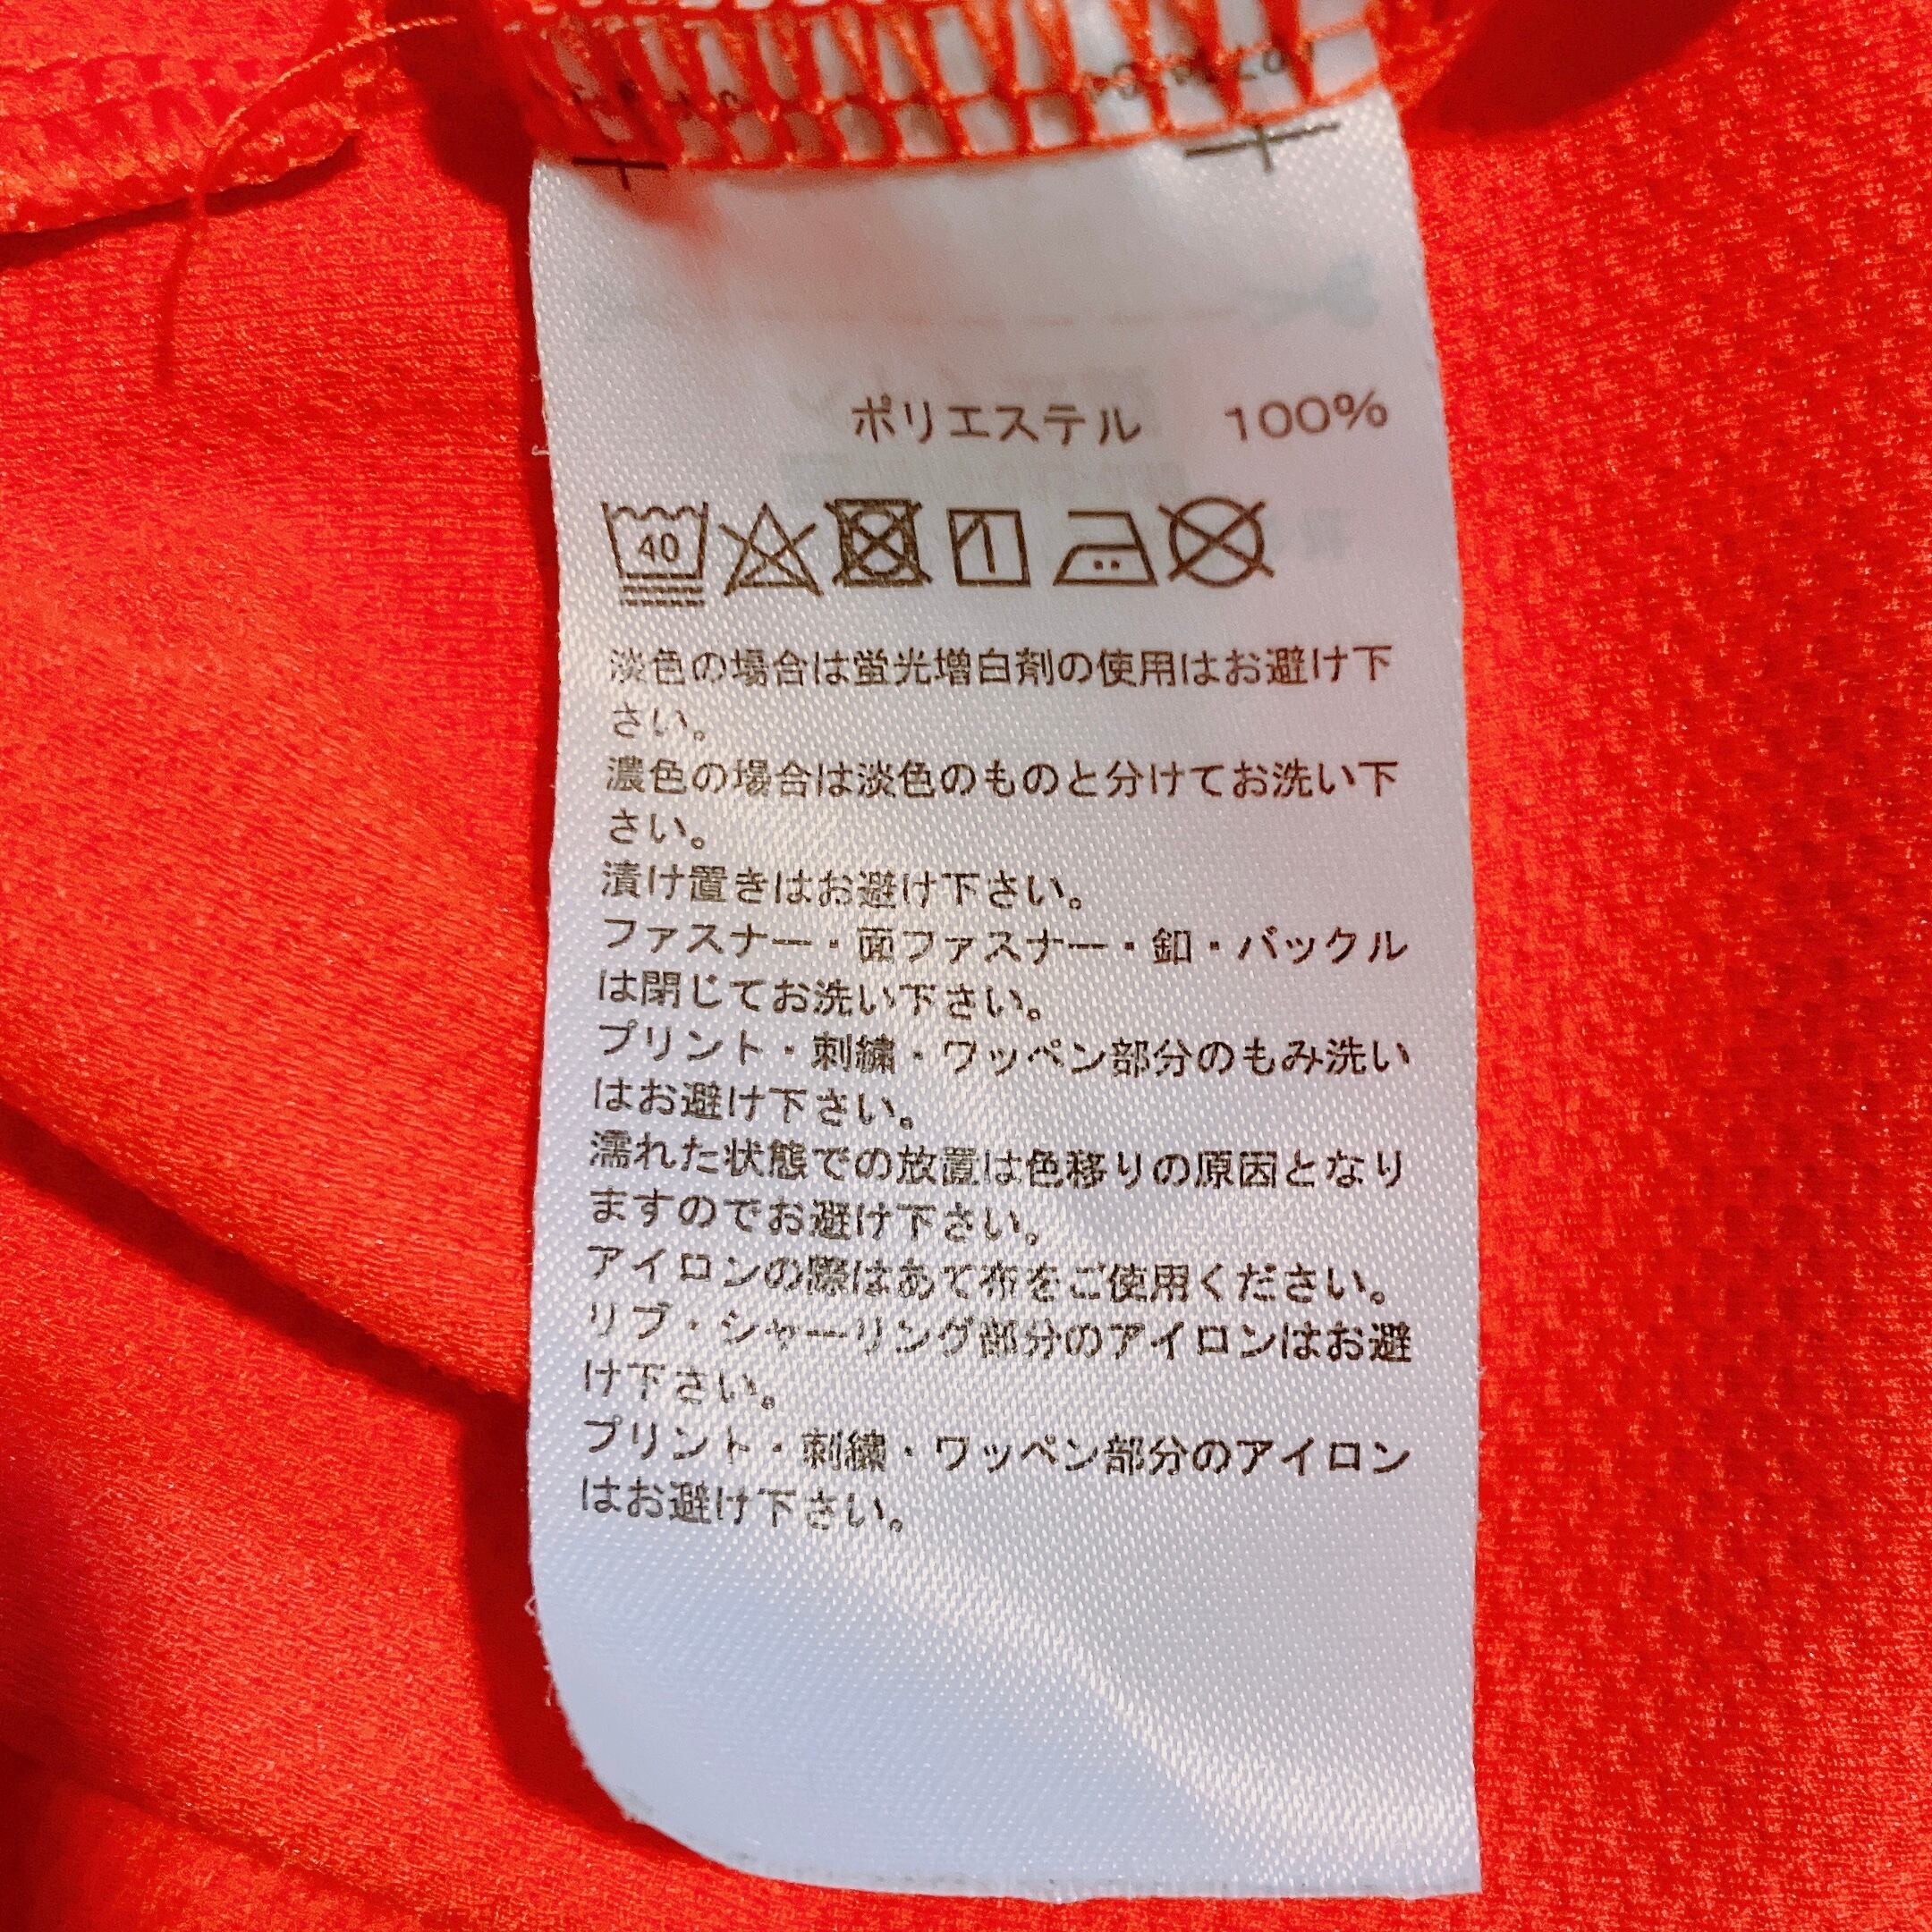 ポリエステル 100%
40
淡色の場合は蛍光増白剤の使用はお避け下
さい。
濃色の場合は淡色のものと分けてお洗い下
さい。
漬け置きはお避け下さい。
ファスナー・面ファスナー・釦・バックル
は閉じてお洗い下さい。
プリント・刺繍・ワッペン部分のもみ洗い
はお避け下さい。
濡れた状態での放置は色移りの原因となり
ますのでお避け下さい。
アイロンの際はあて布をご使用ください。
リブ・シャーリング部分のアイロンはお避
け下さい。
プリント・刺繍・ワッペン部分のアイロン
はお避け下さい。